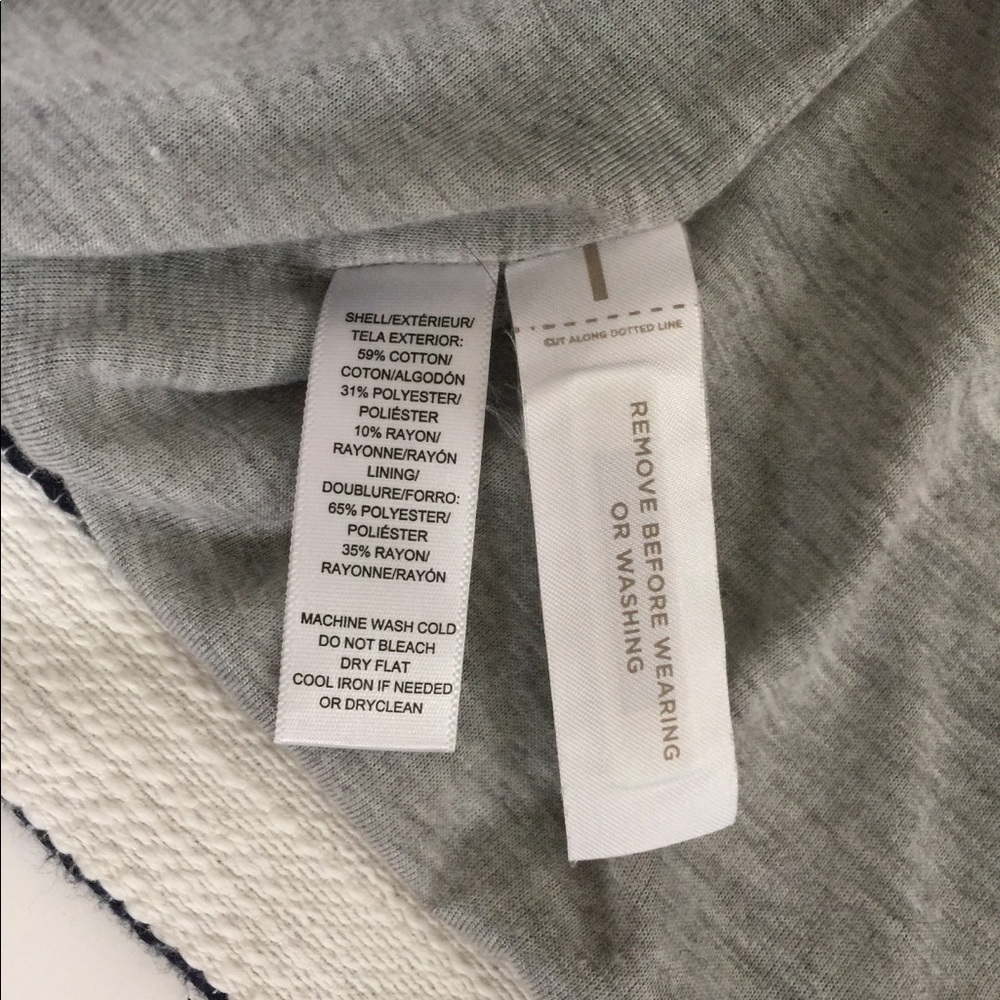 SHELL/EXTÉRIEUR/
TELA EXTERIOR:
59% COTTON/
COTON/ALGODÓN
31% POLYESTER/
POLIÉSTER
10% RAYON/
RAYONNE/RAYÓN
LINING/
DOUBLURE/FORRO:
65% POLYESTER/
POLIÉSTER
35% RAYON/
RAYONNE/RAYÓN
MACHINE WASH COLD
DO NOT BLEACH
DRY FLAT
COOL IRON IF NEEDED
OR DRYCLEAN
CUT ALONG DOTTED LINE
REMOVE BEFORE WEARING
OR WASHING